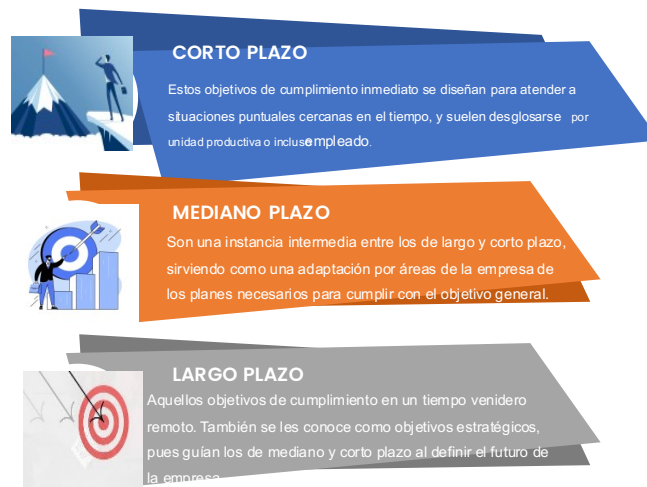 CORTO PLAZO
Estos objetivos de cumplimiento inmediato se diseñan para atender a
situaciones puntuales cercanas en el tiempo, y suelen desglosarse por
unidad productiva o incluso empleado.
MEDIANO PLAZO
Son una instancia intermedia entre los de largo y corto plazo,
sirviendo como una adaptación por áreas de la empresa de
los planes necesarios para cumplir con el objetivo general.
LARGO PLAZO
Aquellos objetivos de cumplimiento en un tiempo venidero
remoto. También se les conoce como objetivos estratégicos,
pues guían los de mediano y corto plazo al definir el futuro de
la empresa.